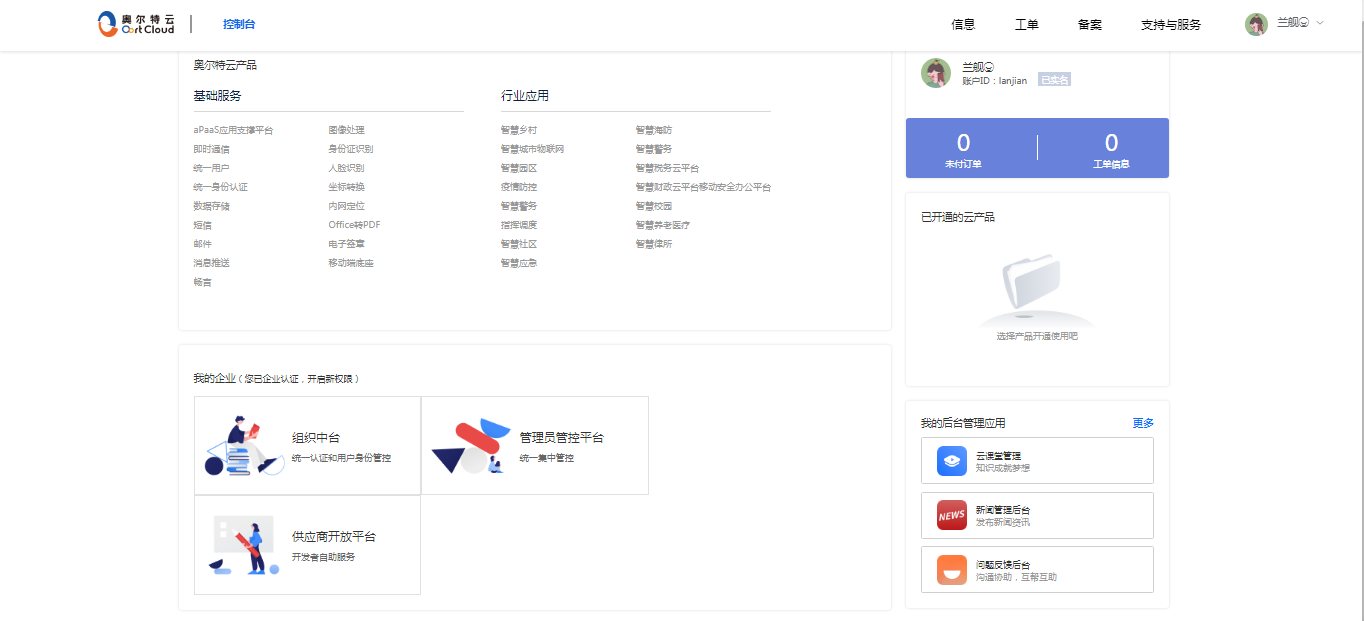 奥尔特云
Oort Cloud
控制台
信息
工单
备案
支持与服务
兰舰
奥尔特云产品
基础服务
行业应用
aPaaS应用支撑平台
图像处理
智慧乡村
智慧海防
即时通信
身份证识别
智慧城市物联网
智慧警务
统一用户
人脸识别
智慧园区
智慧税务云平台
统一身份认证
坐标转换
疫情防控
智慧财政云平台移动安全办公平台
数据存储
内网定位
智慧警务
智慧校园
短信
Office转PDF
指挥调度
智慧养老医疗
邮件
电子签章
智慧社区
智慧律所
消息推送
移动端底座
智慧应急
畅言
兰舰
账户ID：lanjian
已实名
0
未付订单
0
工单信息
已开通的云产品
选择产品开通使用吧
我的企业（您已企业认证，开启新权限）
组织中台
统一认证和用户身份管控
管理员管控平台
统一集中管控
供应商开放平台
开发者自助服务
我的后台管理应用
更多
云课堂管理
知识成就梦想
NEWS
新闻管理后台
发布新闻资讯
问题反馈后台
沟通协助，互帮互助